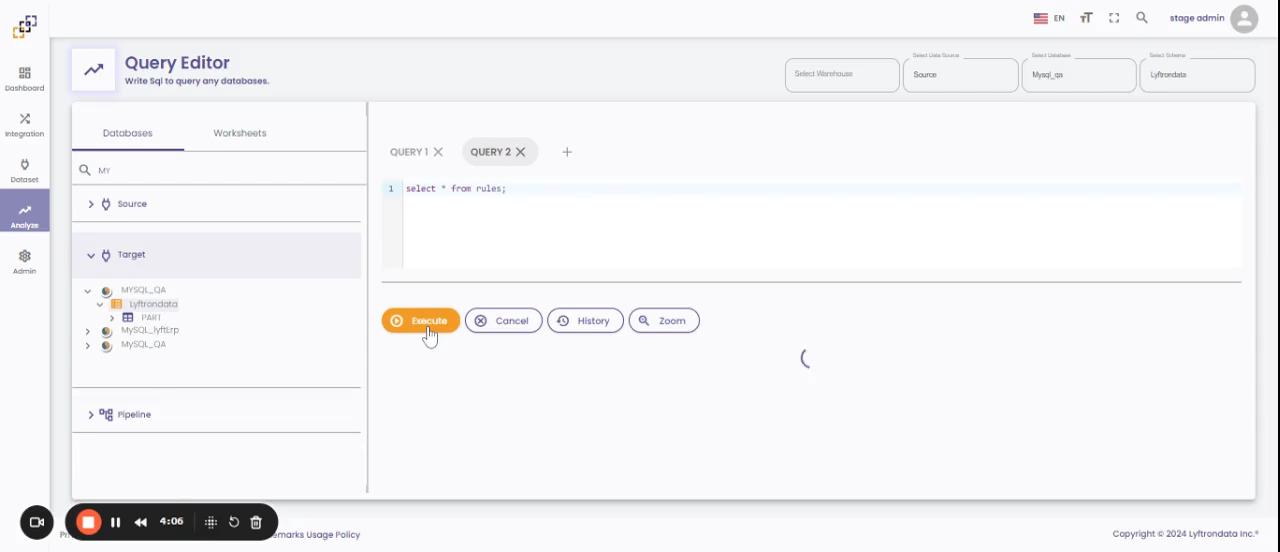 EN
stage admin
Query Editor
Write Sql to query any databases.
Select Warehouse
Select Data Source
Source
Select Database
Mysql_qa
Select Schema
Lyftrondata
Dashboard
Integration
Dataset
Analyze
Admin
Databases
Worksheets
MY
Source
Target
MYSQL_QA
Lyftrondata
PART
MySQL_lyftErp
MySQL_QA
Pipeline
QUERY 1
QUERY 2
1 select * from rules;
Execute
Cancel
History
Zoom
4:06
Usage Policy
Copyright © 2024 Lyftrondata Inc.®